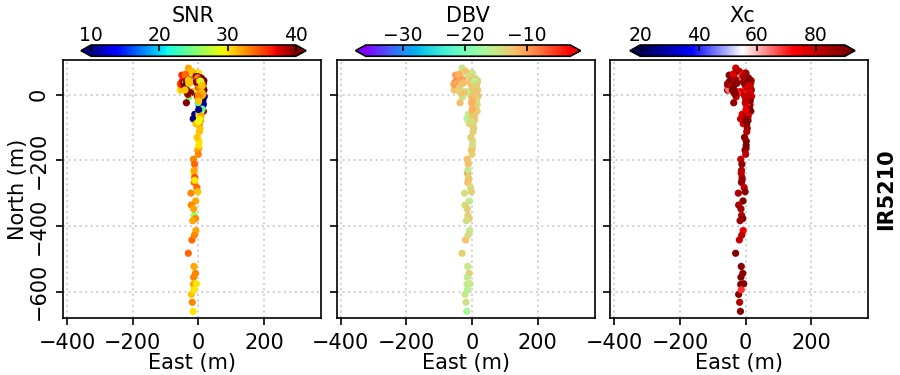 SNR DBV Xc
10 20 30 40 −30 −20 −10 20 40 60 80
North (m)
0
−200
−400
−600
IR5210
−400 −200 0 200 −400 −200 0 200 −400 −200 0 200
East (m) East (m) East (m)